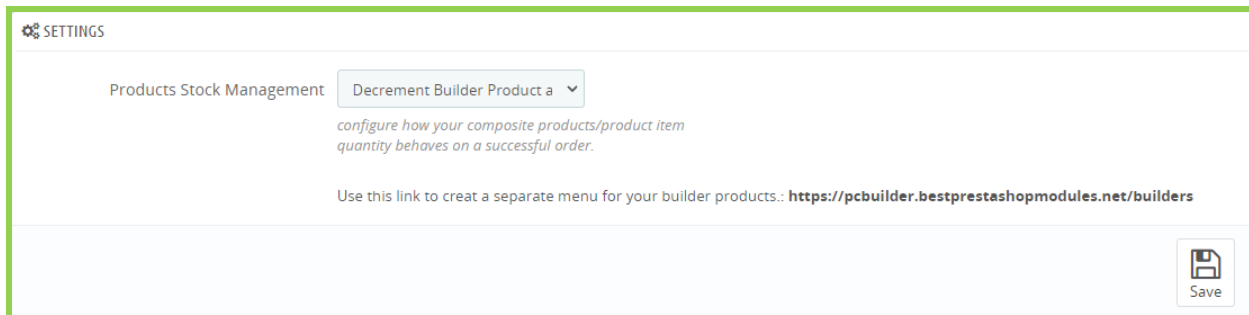 SETTINGS
Products Stock Management
Decrement Builder Product a
configure how your composite products/product item
quantity behaves on a successful order.
Use this link to creat a separate menu for your builder products.: https://pcbuilder.bestprestashopmodules.net/builders
Save